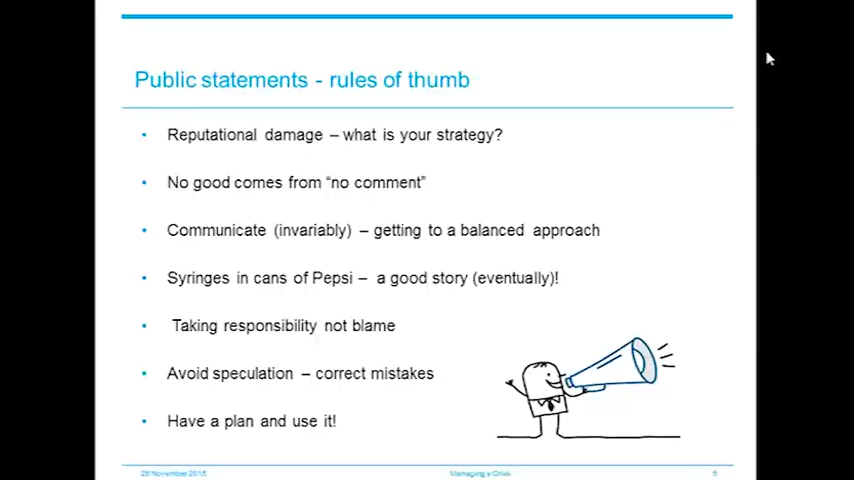 Public statements - rules of thumb
• Reputational damage – what is your strategy?
• No good comes from “no comment”
• Communicate (invariably) – getting to a balanced approach
• Syringes in cans of Pepsi – a good story (eventually)!
• Taking responsibility not blame
• Avoid speculation – correct mistakes
• Have a plan and use it!
November 2015 Managing a Crisis